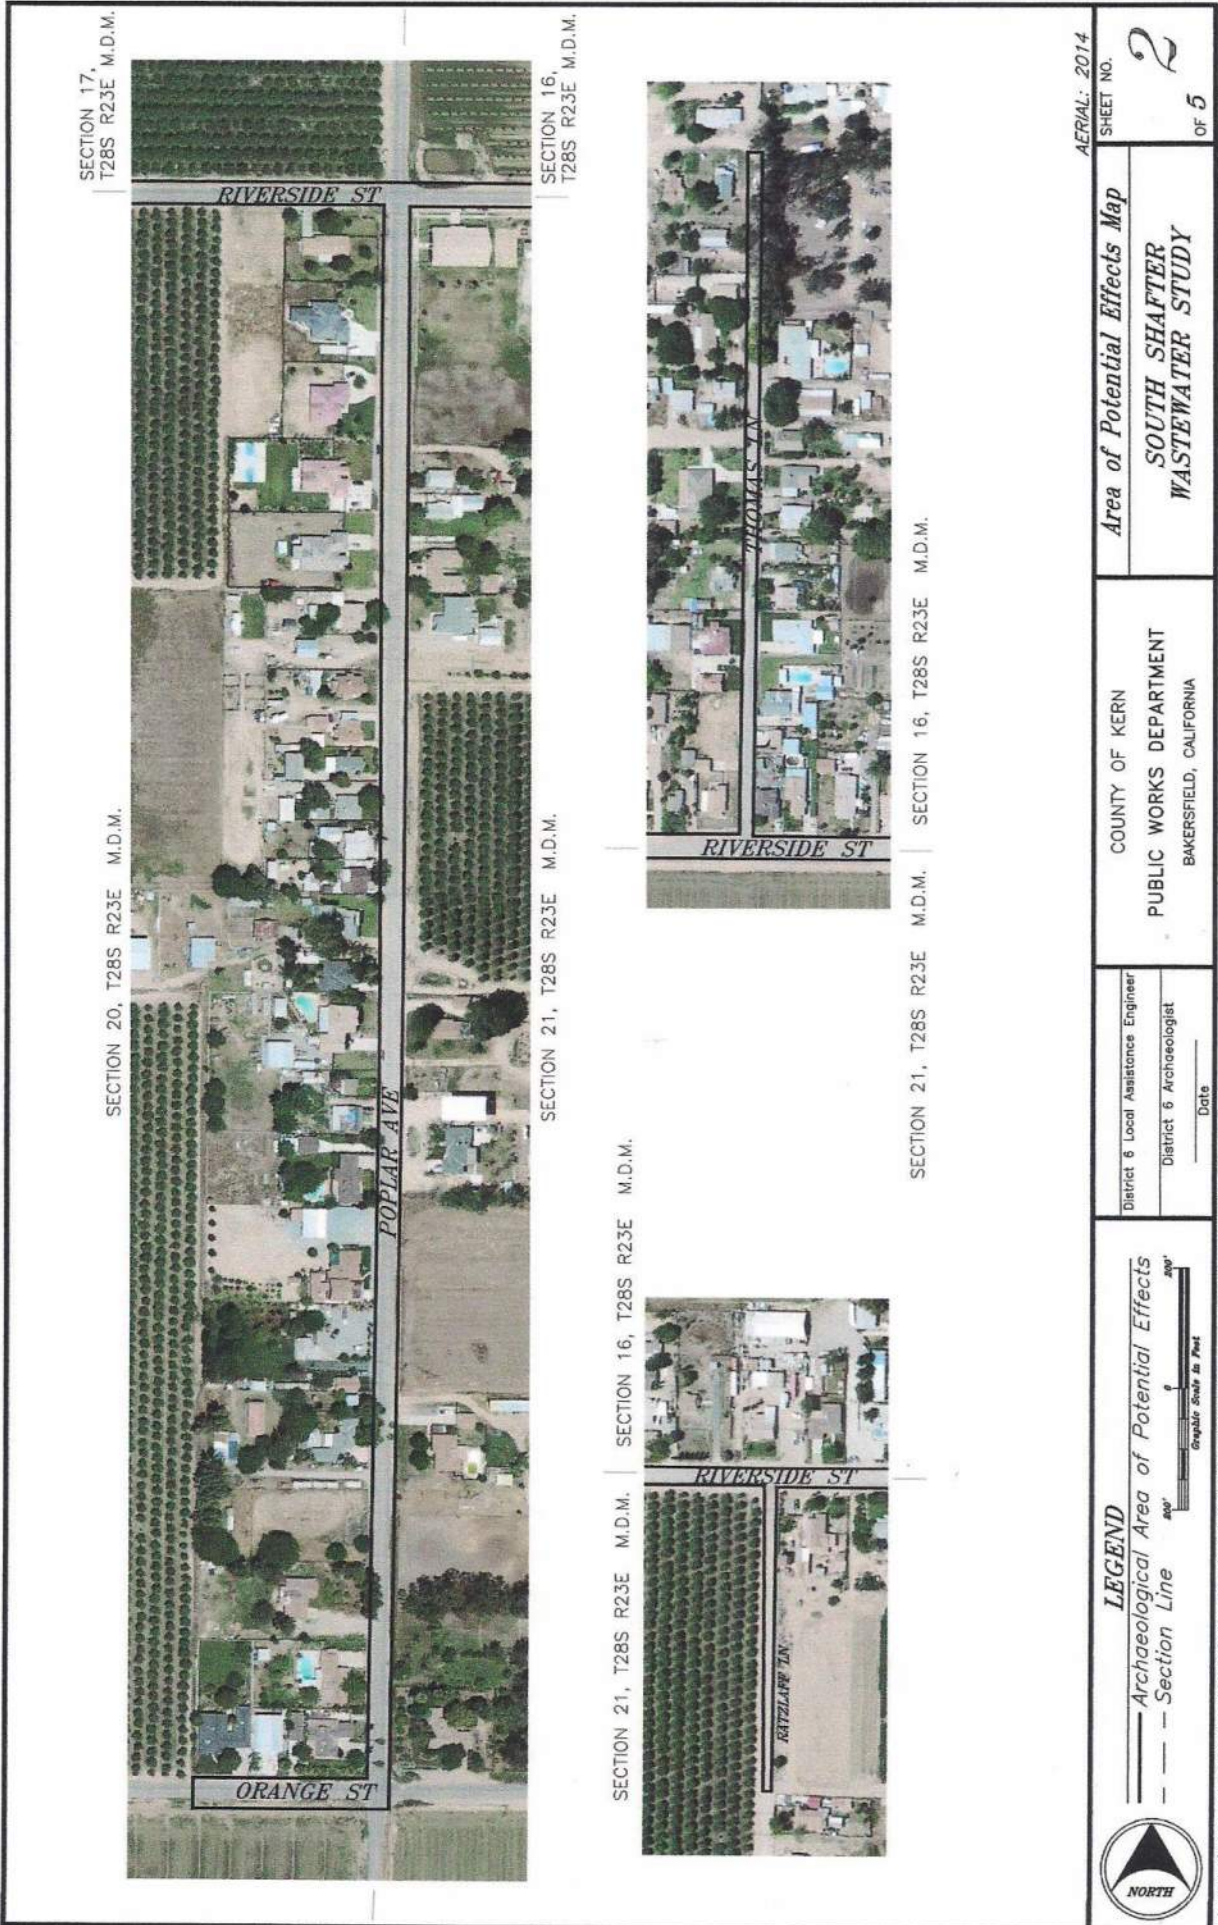 SECTION 17,
T28S R23E M.D.M.
SECTION 16,
T28S R23E M.D.M.
RIVERSIDE ST
SECTION 20, T28S R23E M.D.M.
POPLAR AVE
SECTION 21, T28S R23E M.D.M.
ORANGE ST
THOMAS LN
RIVERSIDE ST
SECTION 21, T28S R23E M.D.M.
SECTION 16, T28S R23E M.D.M.
SECTION 21, T28S R23E M.D.M.
SECTION 16, T28S R23E M.D.M.
RIVERSIDE ST
RATZLAFF LN
AERIAL: 2014
NORTH
LEGEND
Archaeological Area of Potential Effects
Section Line
200'
0
200'
Graphic Scale in Feet
District 6 Local Assistance Engineer
District 6 Archaeologist
Date
COUNTY OF KERN
PUBLIC WORKS DEPARTMENT
BAKERSFIELD, CALIFORNIA
Area of Potential Effects Map
SOUTH SHAFTER
WASTEWATER STUDY
SHEET NO.
2
OF 5